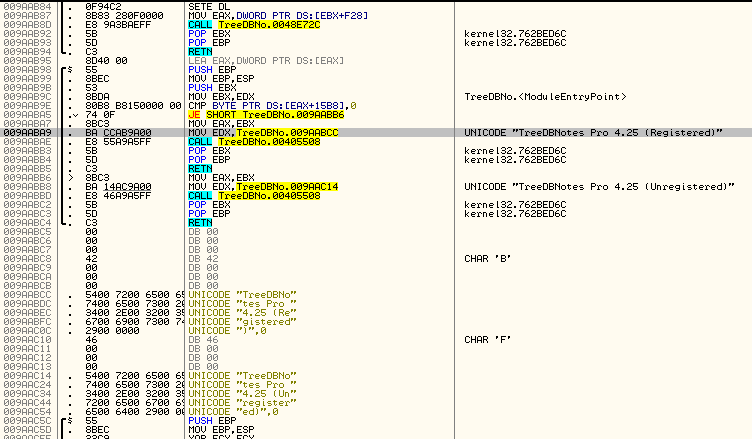 009AAB84 . 0F94C2 SETE DL
009AAB87 . 8B83 280F0000 MOV EAX,DWORD PTR DS:[EBX+F28]
009AAB8D . E8 9A3BAEFF CALL TreeDBNo.0048E72C
009AAB92 . 5B POP EBX kernel32.762BED6C
009AAB93 . 5D POP EBP kernel32.762BED6C
009AAB94 . C3 RETN
009AAB95 8D40 00 LEA EAX,DWORD PTR DS:[EAX]
009AAB98 $ 55 PUSH EBP
009AAB99 . 8BEC MOV EBP,ESP
009AAB9B . 53 PUSH EBX
009AAB9C . 8BDA MOV EBX,EDX TreeDBNo.<ModuleEntryPoint>
009AAB9E . 80B8 B8150000 00 CMP BYTE PTR DS:[EAX+15B8],0
009AABA5 . 74 0F JE SHORT TreeDBNo.009AABB6
009AABA7 . 8BC3 MOV EAX,EBX
009AABA9 . BA CCAB9A00 MOV EDX,TreeDBNo.009AABCC UNICODE "TreeDBNotes Pro 4.25 (Registered)"
009AABAE . E8 55A9A5FF CALL TreeDBNo.00405508
009AABB3 . 5B POP EBX kernel32.762BED6C
009AABB4 . 5D POP EBP kernel32.762BED6C
009AABB5 . C3 RETN
009AABB6 > 8BC3 MOV EAX,EBX
009AABB8 . BA 14AC9A00 MOV EDX,TreeDBNo.009AAC14 UNICODE "TreeDBNotes Pro 4.25 (Unregistered)"
009AABBD . E8 46A9A5FF CALL TreeDBNo.00405508
009AABC2 . 5B POP EBX kernel32.762BED6C
009AABC3 . 5D POP EBP kernel32.762BED6C
009AABC4 . C3 RETN
009AABC5 00 DB 00
009AABC6 00 DB 00
009AABC7 00 DB 00
009AABC8 42 DB 42 CHAR 'B'
009AABC9 00 DB 00
009AABCA 00 DB 00
009AABCB 00 DB 00
009AABCC . 5400 7200 6500 65 UNICODE "TreeDBNo"
009AABDC . 7400 6500 7300 20 UNICODE "tes Pro "
009AABEC . 3400 2E00 3200 35 UNICODE "4.25 (Re"
009AABFC . 6700 6900 7300 74 UNICODE "gistered"
009AAC0C . 2900 0000 UNICODE ")",0
009AAC10 46 DB 46 CHAR 'F'
009AAC11 00 DB 00
009AAC12 00 DB 00
009AAC13 00 DB 00
009AAC14 . 5400 7200 6500 65 UNICODE "TreeDBNo"
009AAC24 . 7400 6500 7300 20 UNICODE "tes Pro "
009AAC34 . 3400 2E00 3200 35 UNICODE "4.25 (Un"
009AAC44 . 7200 6500 6700 69 UNICODE "register"
009AAC54 . 6500 6400 2900 00 UNICODE "ed)",0
009AAC5C $ 55 PUSH EBP
009AAC5D . 8BEC MOV EBP,ESP